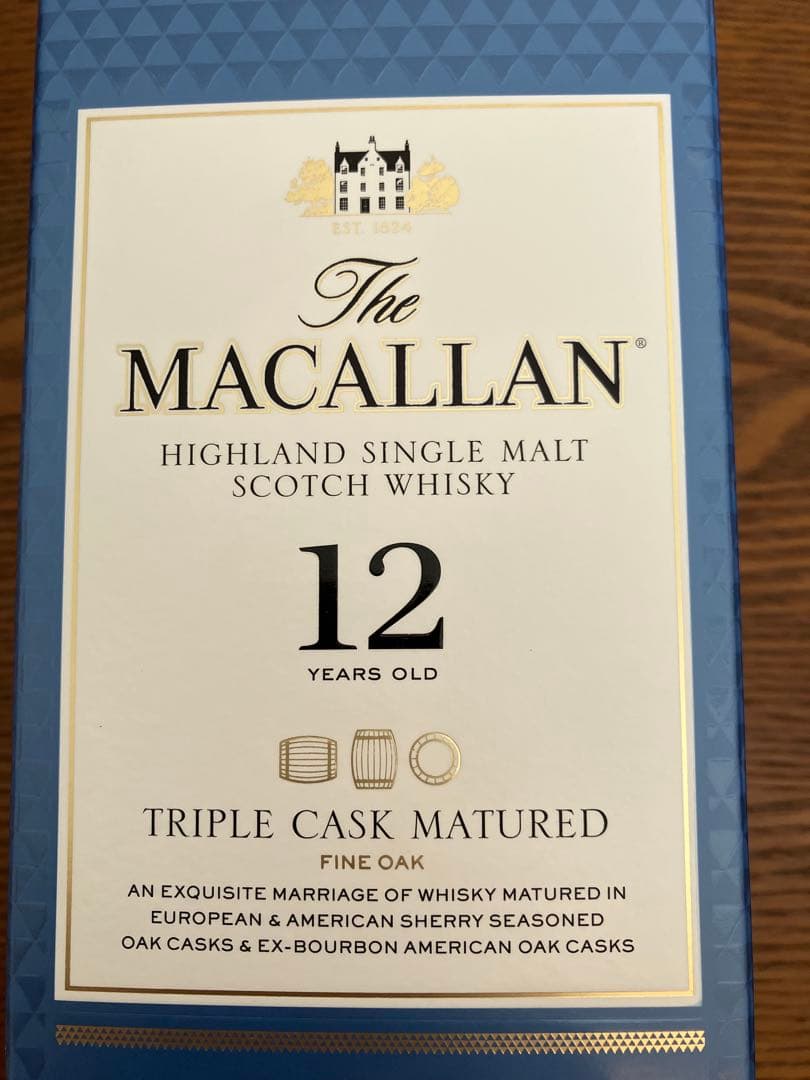 EST. 1824
The
MACALLAN®
HIGHLAND SINGLE MALT
SCOTCH WHISKY
12
YEARS OLD
TRIPLE CASK MATURED
FINE OAK
AN EXQUISITE MARRIAGE OF WHISKY MATURED IN
EUROPEAN & AMERICAN SHERRY SEASONED
OAK CASKS & EX-BOURBON AMERICAN OAK CASKS